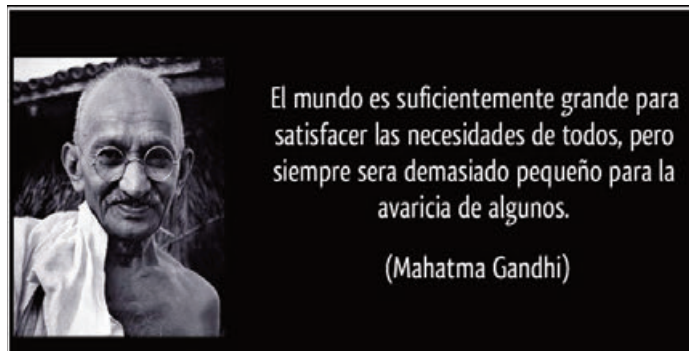 El mundo es suficientemente grande para
satisfacer las necesidades de todos, pero
siempre sera demasiado pequeño para la
avaricia de algunos.
(Mahatma Gandhi)